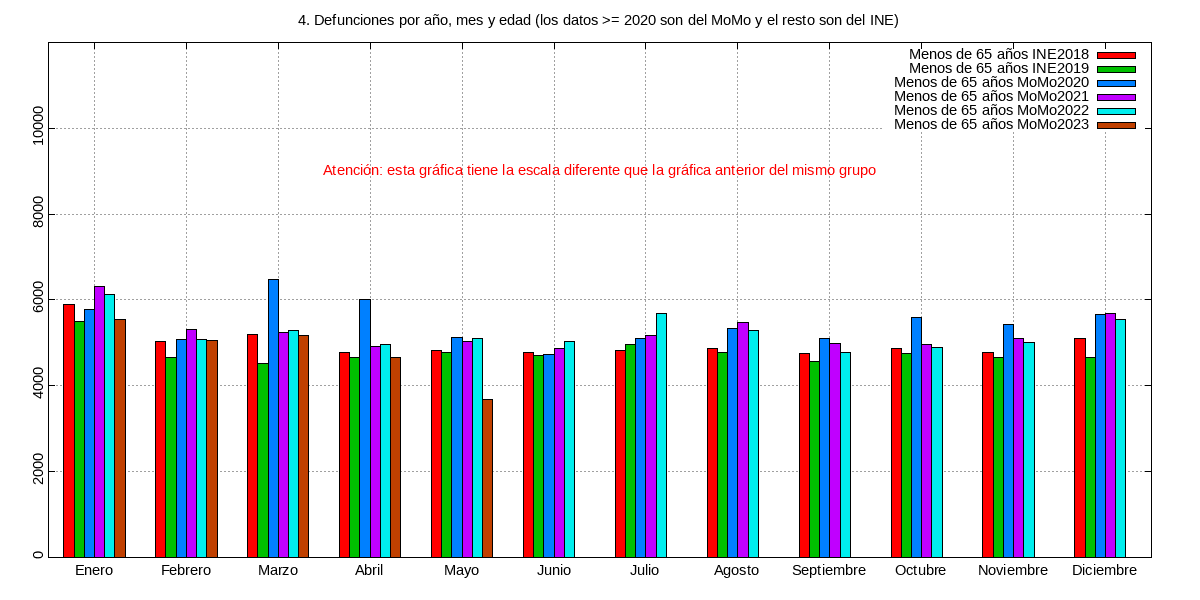 4. Defunciones por año, mes y edad (los datos >= 2020 son del MoMo y el resto son del INE)
Menos de 65 años INE2018
Menos de 65 años INE2019
Menos de 65 años MoMo2020
Menos de 65 años MoMo2021
Menos de 65 años MoMo2022
Menos de 65 años MoMo2023
Atención: esta gráfica tiene la escala diferente que la gráfica anterior del mismo grupo
10000
8000
6000
4000
2000
0
Enero Febrero Marzo Abril Mayo Junio Julio Agosto Septiembre Octubre Noviembre Diciembre